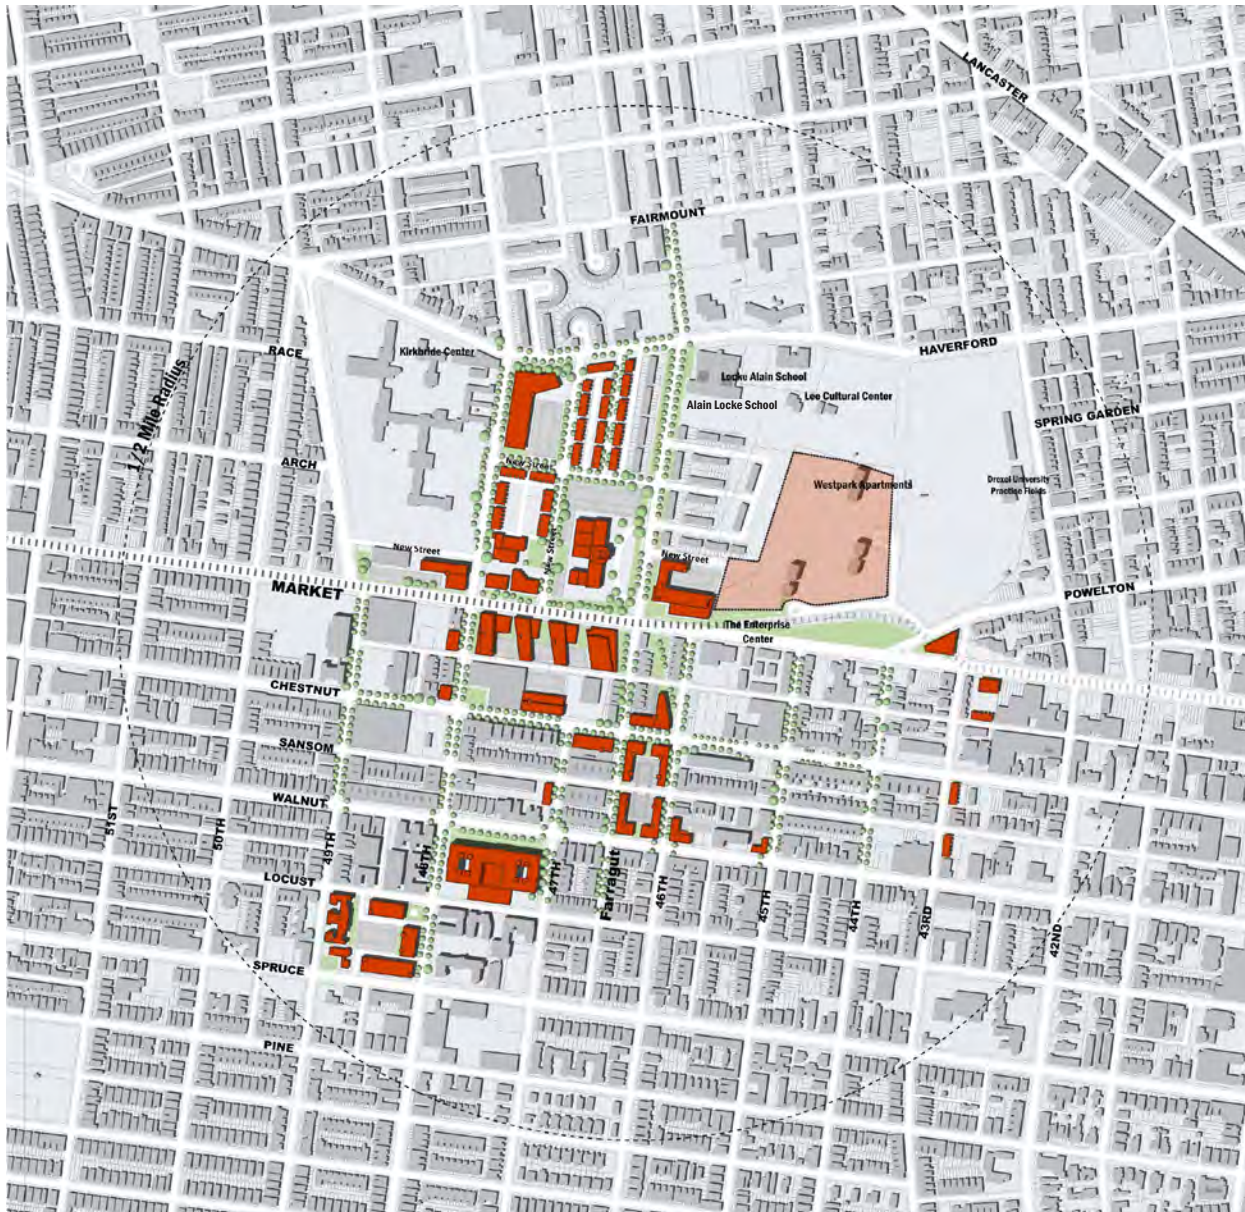 LANCASTER
FAIRMOUNT
HAVERFORD
RACE
Kirkbride Center
1/2 Mile Radius
Locke Alain School
Lee Cultural Center
Alain Locke School
SPRING GARDEN
ARCH
New Street
Westpark Apartments
Drexel University
Practice Fields
New Street
New Street
New Street
MARKET
POWELTON
The Enterprise
Center
CHESTNUT
SANSOM
WALNUT
51ST
50TH
49TH
48TH
47TH
Farragut
46TH
45TH
44TH
43RD
42ND
LOCUST
SPRUCE
PINE